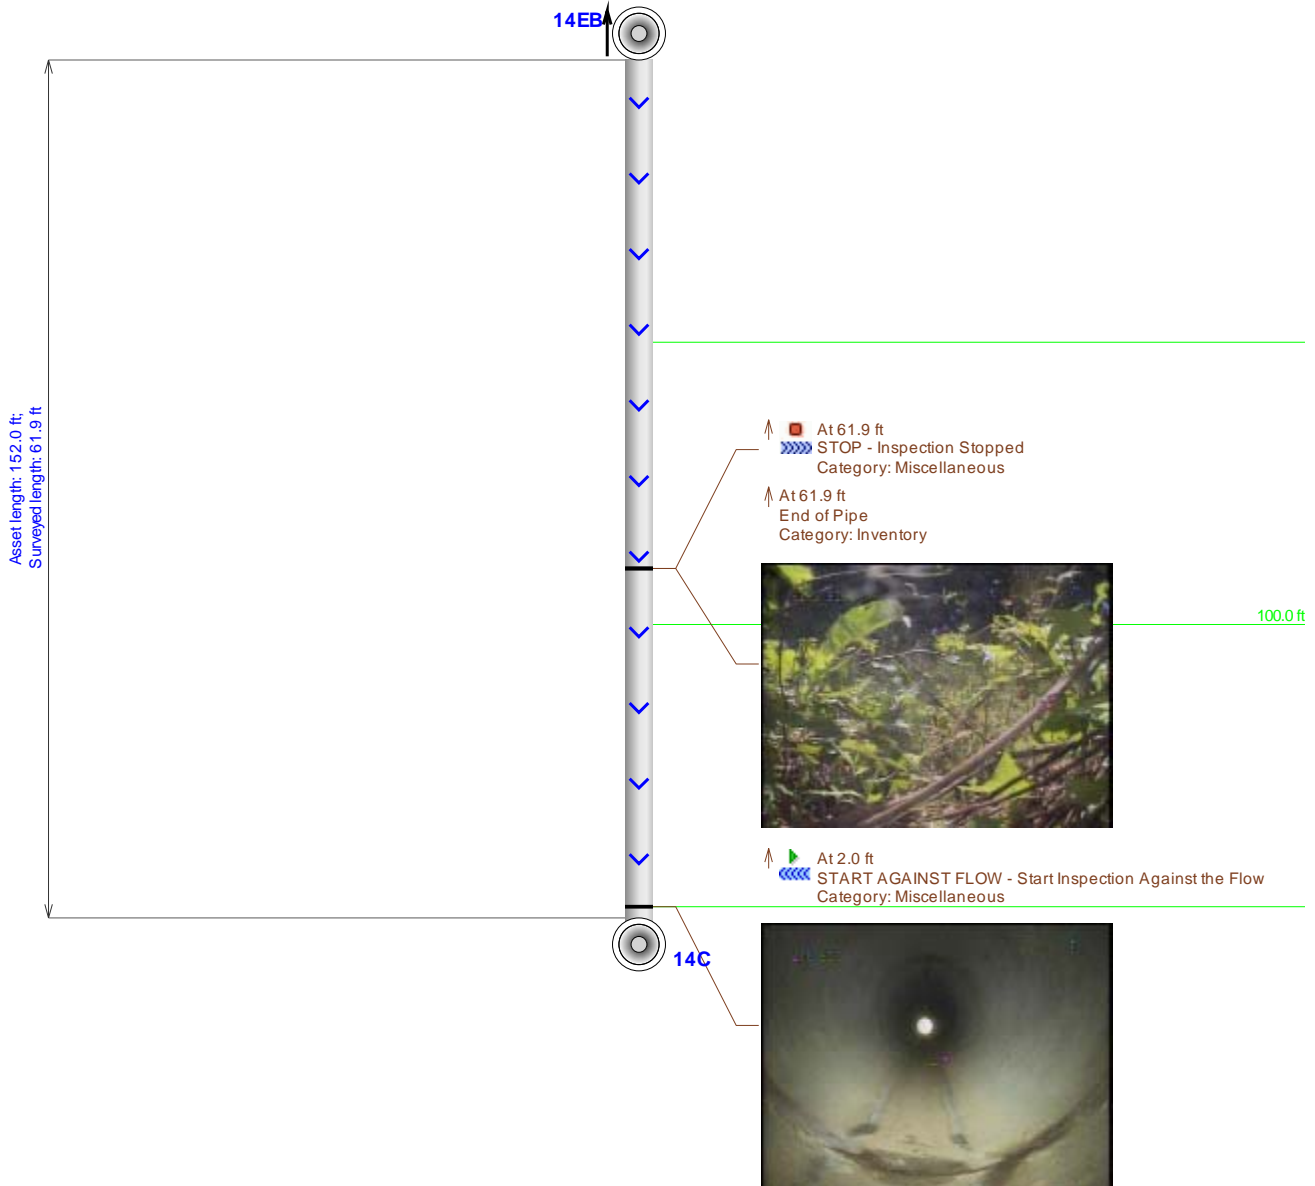 14EB
Asset length: 152.0 ft;
Surveyed length: 61.9 ft
At 61.9 ft
STOP - Inspection Stopped
Category: Miscellaneous
At 61.9 ft
End of Pipe
Category: Inventory
100.0 ft
At 2.0 ft
START AGAINST FLOW - Start Inspection Against the Flow
Category: Miscellaneous
14C